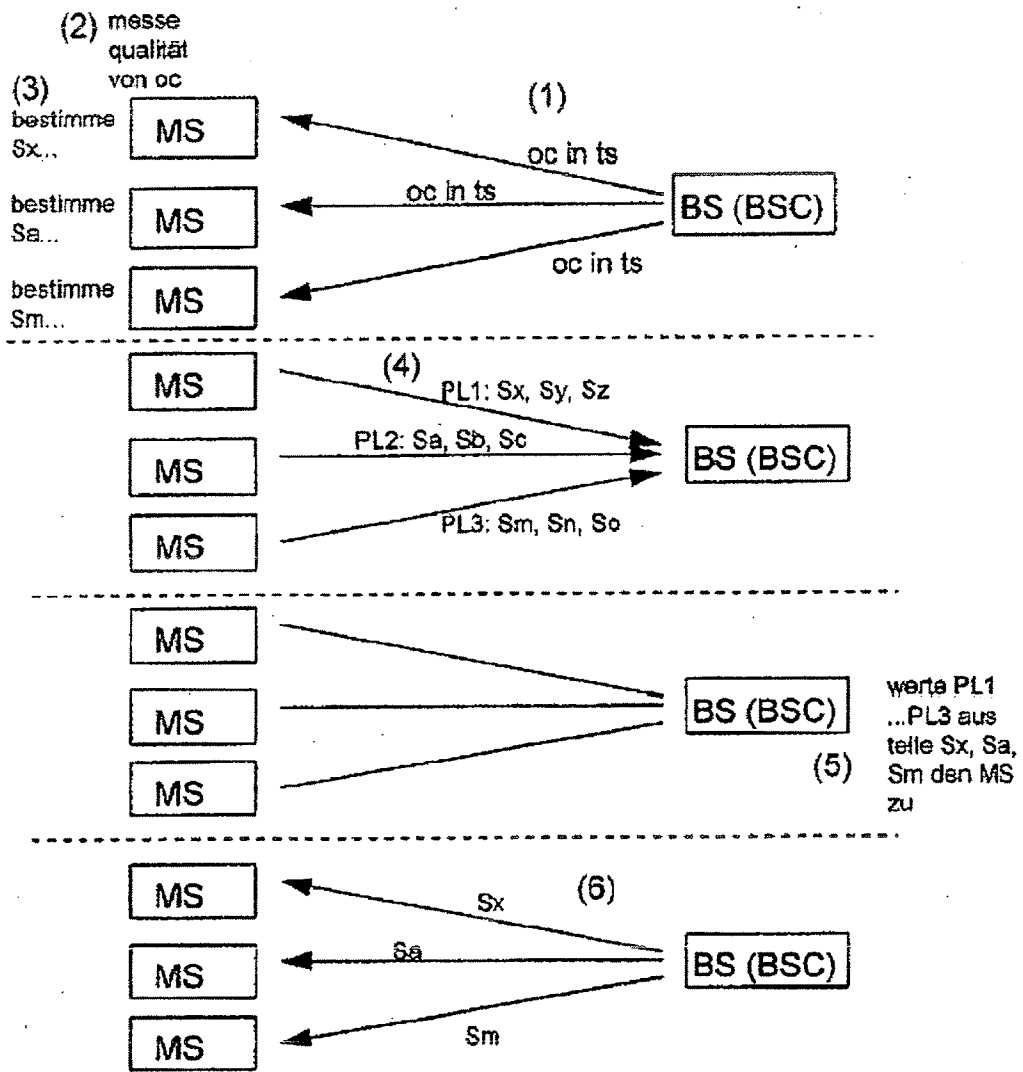 (2) messe
qualität
von oc
(3)
bestimme
Sx...
MS
(1)
oc in ts
oc in ts
BS (BSC)
bestimme
Sa...
MS
oc in ts
bestimme
Sm...
MS
MS
(4)
PL1: Sx, Sy, Sz
MS
PL2: Sa, Sb, Sc
BS (BSC)
MS
PL3: Sm, Sn, So
MS
MS
BS (BSC)
MS
(5)
werte PL1
...PL3 aus
teile Sx, Sa,
Sm den MS
zu
MS
(6)
Sx
MS
Sa
BS (BSC)
MS
Sm